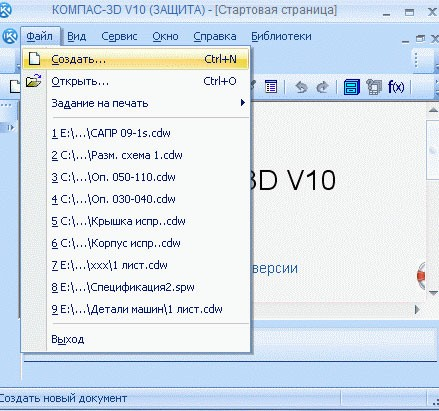 КОМПАС-3D V10 (ЗАЩИТА) - [Стартовая страница]
Файл Вид Сервис Окно Справка Библиотеки
Создать... Ctrl+N
Открыть... Ctrl+O
Задание на печать
f(x)
1 E:\...\САПР 09-1s.cdw
2 C:\...\Разм. схема 1.cdw
3 C:\...\Оп. 050-110.cdw
4 C:\...\Оп. 030-040.cdw
3D V10
5 C:\...\Крышка испр..cdw
6 C:\...\Корпус испр..cdw
7 E:\...\xxx\1 лист.cdw
версии
8 E:\...\Спецификация2.spw
9 E:\...\Детали машин\1 лист.cdw
Выход
Создать новый документ